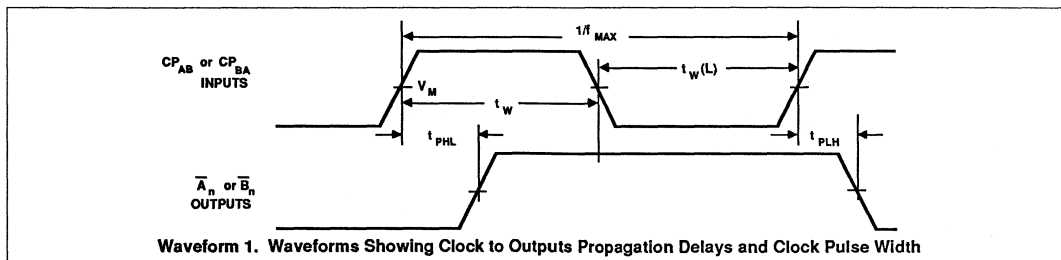 1/f MAX
CP AB or CP BA
INPUTS
t W (L)
V M
t W
t PHL
t PLH
A̅ n or B̅ n
OUTPUTS
Waveform 1. Waveforms Showing Clock to Outputs Propagation Delays and Clock Pulse Width